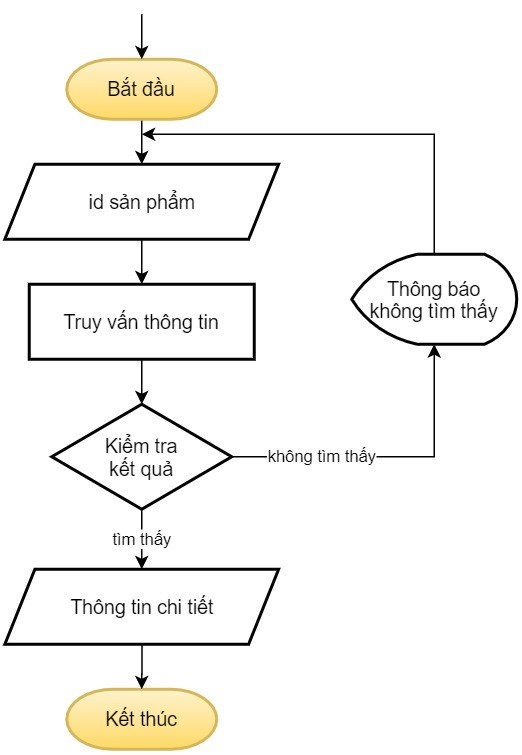 Bắt đầu
id sản phẩm
Thông báo
không tìm thấy
Truy vấn thông tin
Kiểm tra
kết quả
không tìm thấy
tìm thấy
Thông tin chi tiết
Kết thúc